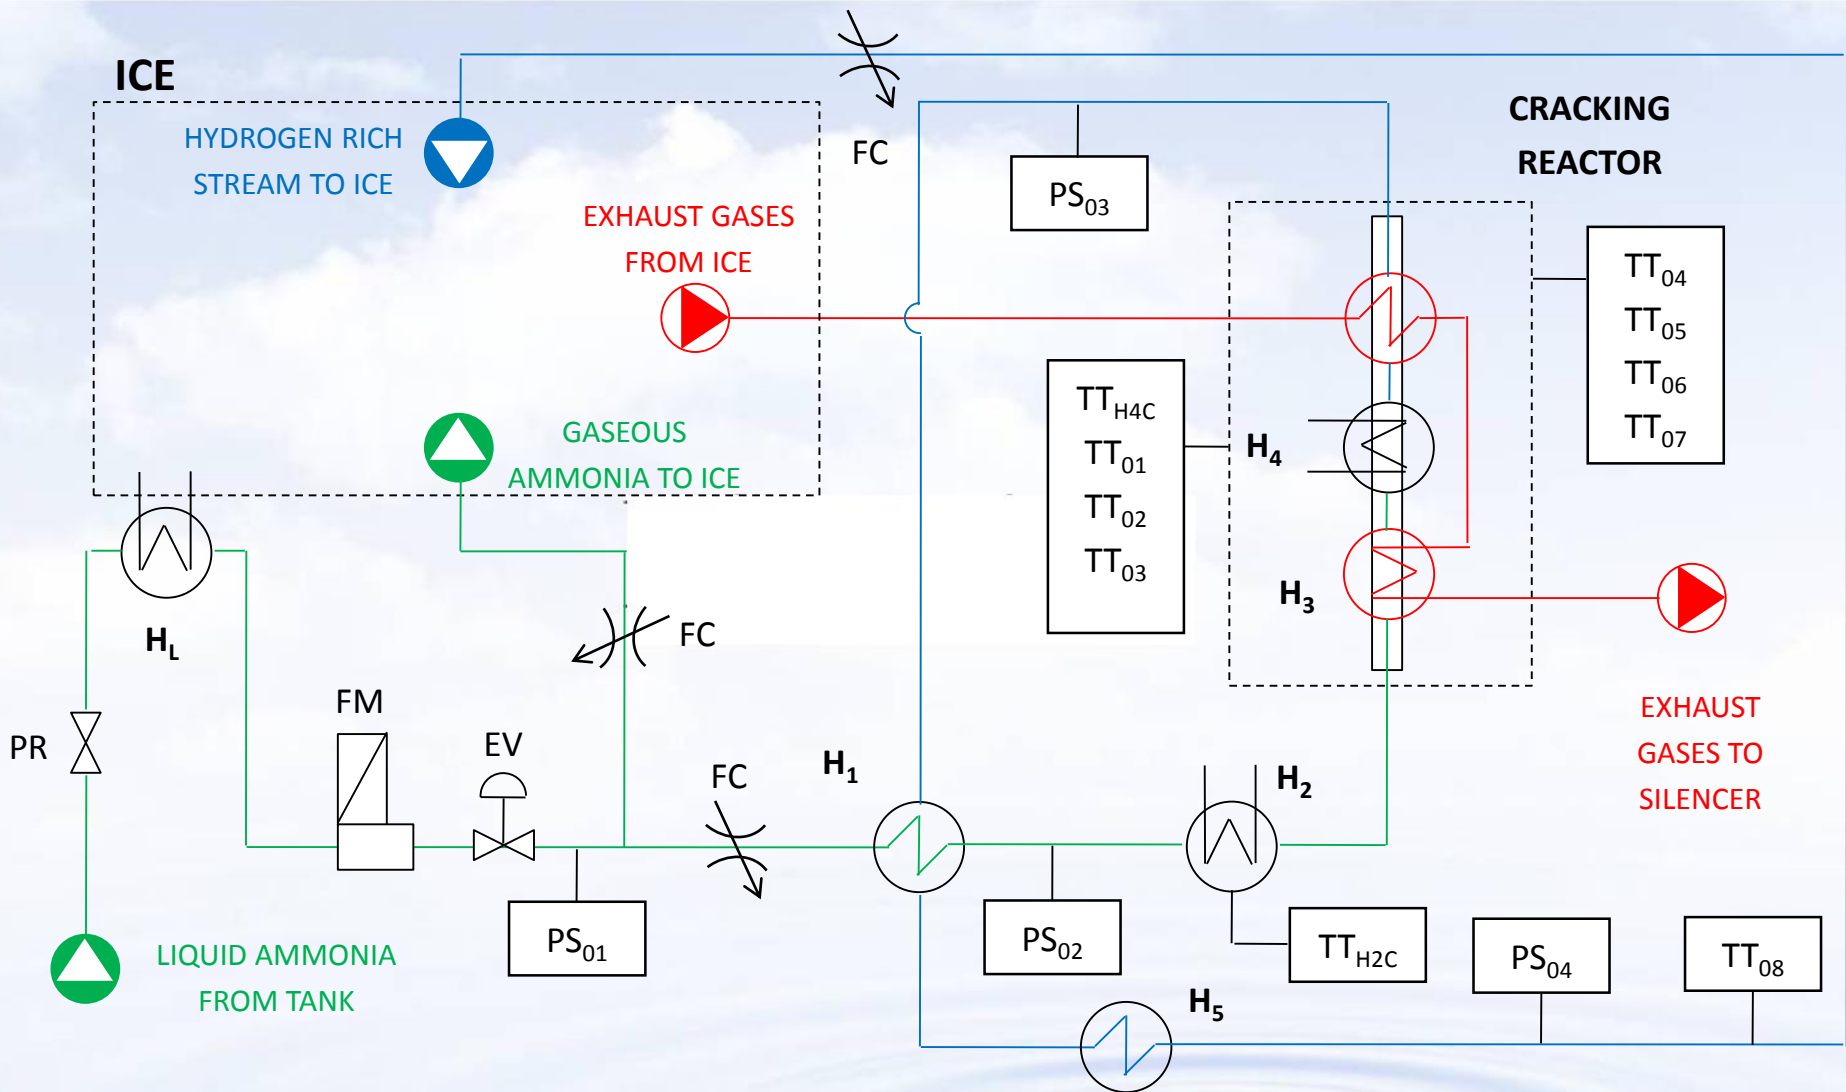 ICE
HYDROGEN RICH
STREAM TO ICE
FC
CRACKING
REACTOR
PS03
EXHAUST GASES
FROM ICE
TT04
TT05
TT06
TT07
TTH4C
TT01
TT02
TT03
H4
GASEOUS
AMMONIA TO ICE
H3
HL
FC
FM
PR
EV
FC
H1
H2
EXHAUST
GASES TO
SILENCER
PS01
PS02
TTH2C
PS04
TT08
LIQUID AMMONIA
FROM TANK
H5